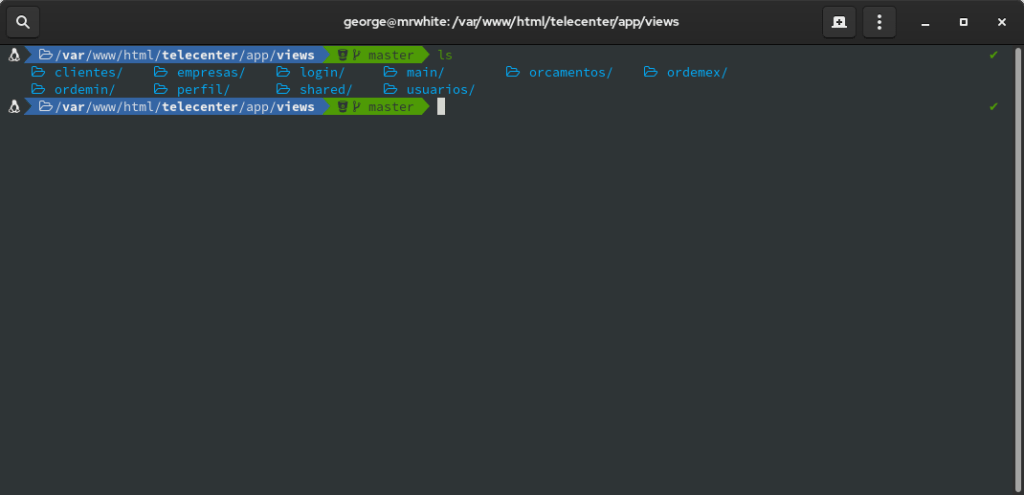 george@mrwhite: /var/www/html/telecenter/app/views
/var/www/html/telecenter/app/views master ls
clientes/ empresas/ login/ main/ orcamentos/ ordemex/
ordemin/ perfil/ shared/ usuarios/
/var/www/html/telecenter/app/views master